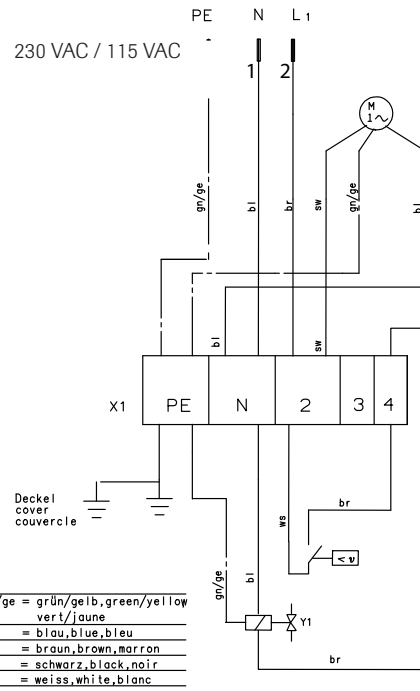 PE N L1
230 VAC / 115 VAC
1 2
M
1~
gn/ge bl br sw gn/ge bl
bl sw
X1 PE N 2 3 4
Deckel
cover
couvercle
ws br
< υ
gn/ge bl
Y1
br
/ge = grün/gelb,green/yellow
vert/jaune
= blau,blue,bleu
= braun,brown,marron
= schwarz,black,noir
= weiss,white,blanc